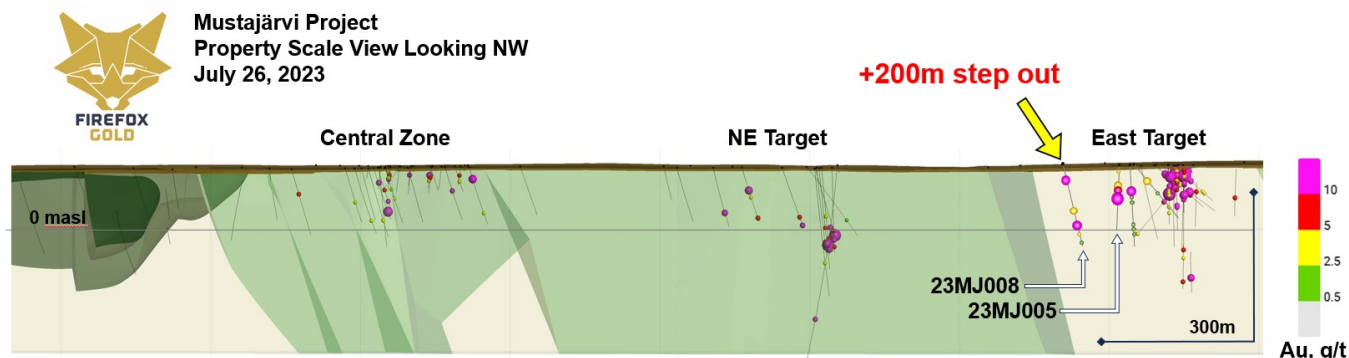 Mustajärvi Project
Property Scale View Looking NW
July 26, 2023
FIREFOX
GOLD
+200m step out
Central Zone
NE Target
East Target
0 masl
10
5
2.5
0.5
23MJ008
23MJ005
300m
Au, g/t